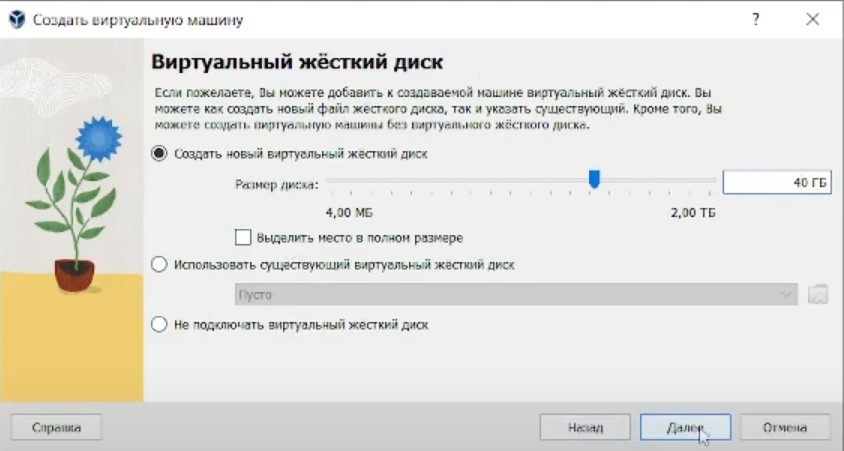 Создать виртуальную машину
?
Виртуальный жёсткий диск
Если пожелаете, Вы можете добавить к создаваемой машине виртуальный жёсткий диск. Вы
можете как создать новый файл жёсткого диска, так и указать существующий. Кроме того, Вы
можете создать виртуальную машины без виртуального жёсткого диска.
Создать новый виртуальный жёсткий диск
Размер диска: 40 ГБ
4,00 МБ 2,00 ТБ
Выделить место в полном размере
Использовать существующий виртуальный жёсткий диск
Пусто
Не подключать виртуальный жёсткий диск
Справка Назад Далее Отмена